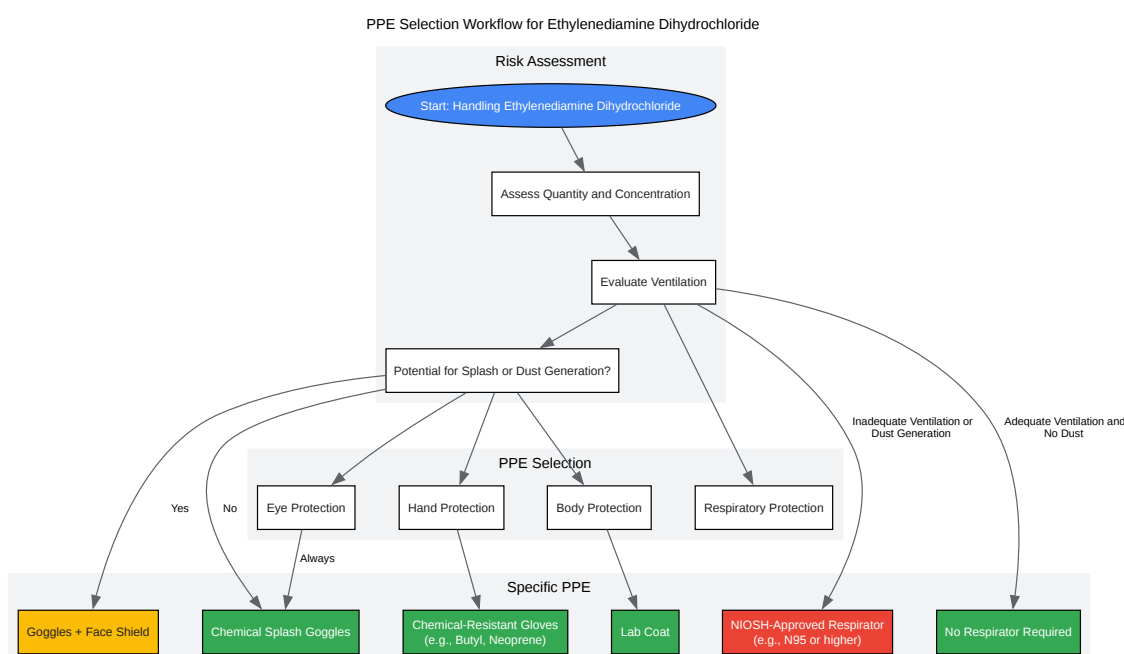 PPE Selection Workflow for Ethylenediamine Dihydrochloride
Risk Assessment
Start: Handling Ethylenediamine Dihydrochloride
Assess Quantity and Concentration
Evaluate Ventilation
Potential for Splash or Dust Generation?
Inadequate Ventilation or
Dust Generation
Adequate Ventilation and
No Dust
PPE Selection
Eye Protection
Hand Protection
Body Protection
Respiratory Protection
Yes
No
Always
Specific PPE
Goggles + Face Shield
Chemical Splash Goggles
Chemical-Resistant Gloves
(e.g., Butyl, Neoprene)
Lab Coat
NIOSH-Approved Respirator
(e.g., N95 or higher)
No Respirator Required